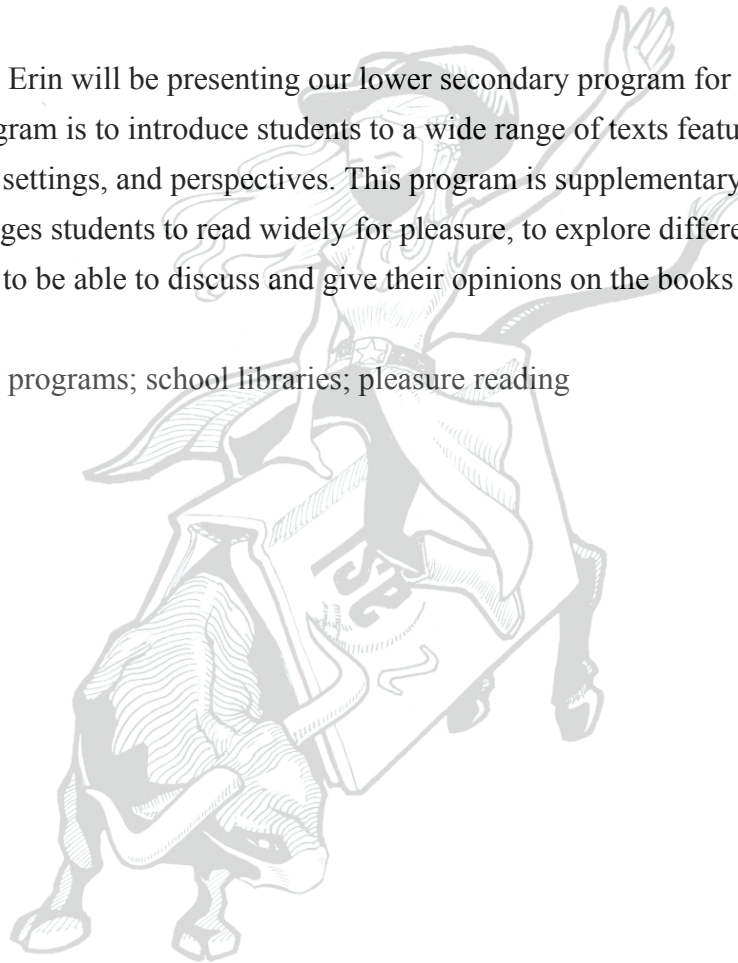 Erin will be presenting our lower secondary program for
gram is to introduce students to a wide range of texts featu
settings, and perspectives. This program is supplementary
ges students to read widely for pleasure, to explore differe
to be able to discuss and give their opinions on the books
programs; school libraries; pleasure reading